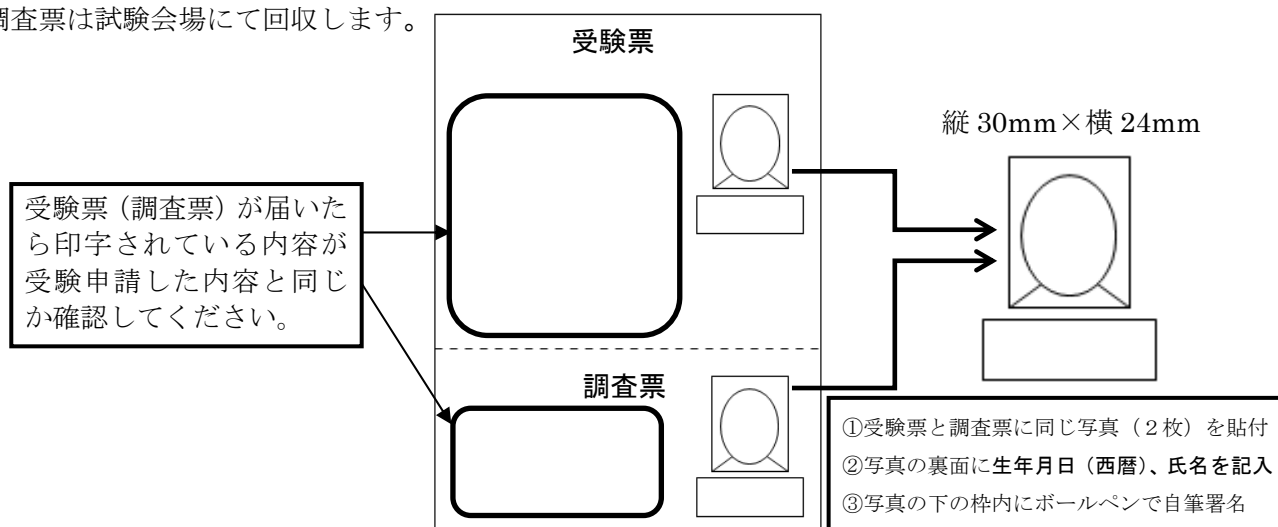 調査票は試験会場にて回収します。
受験票
縦 30mm×横 24mm
受験票（調査票）が届いた
ら印字されている内容が
受験申請した内容と同じ
か確認してください。
調査票
①受験票と調査票に同じ写真（２枚）を貼付
②写真の裏面に生年月日（西暦）、氏名を記入
③写真の下の枠内にボールペンで自筆署名